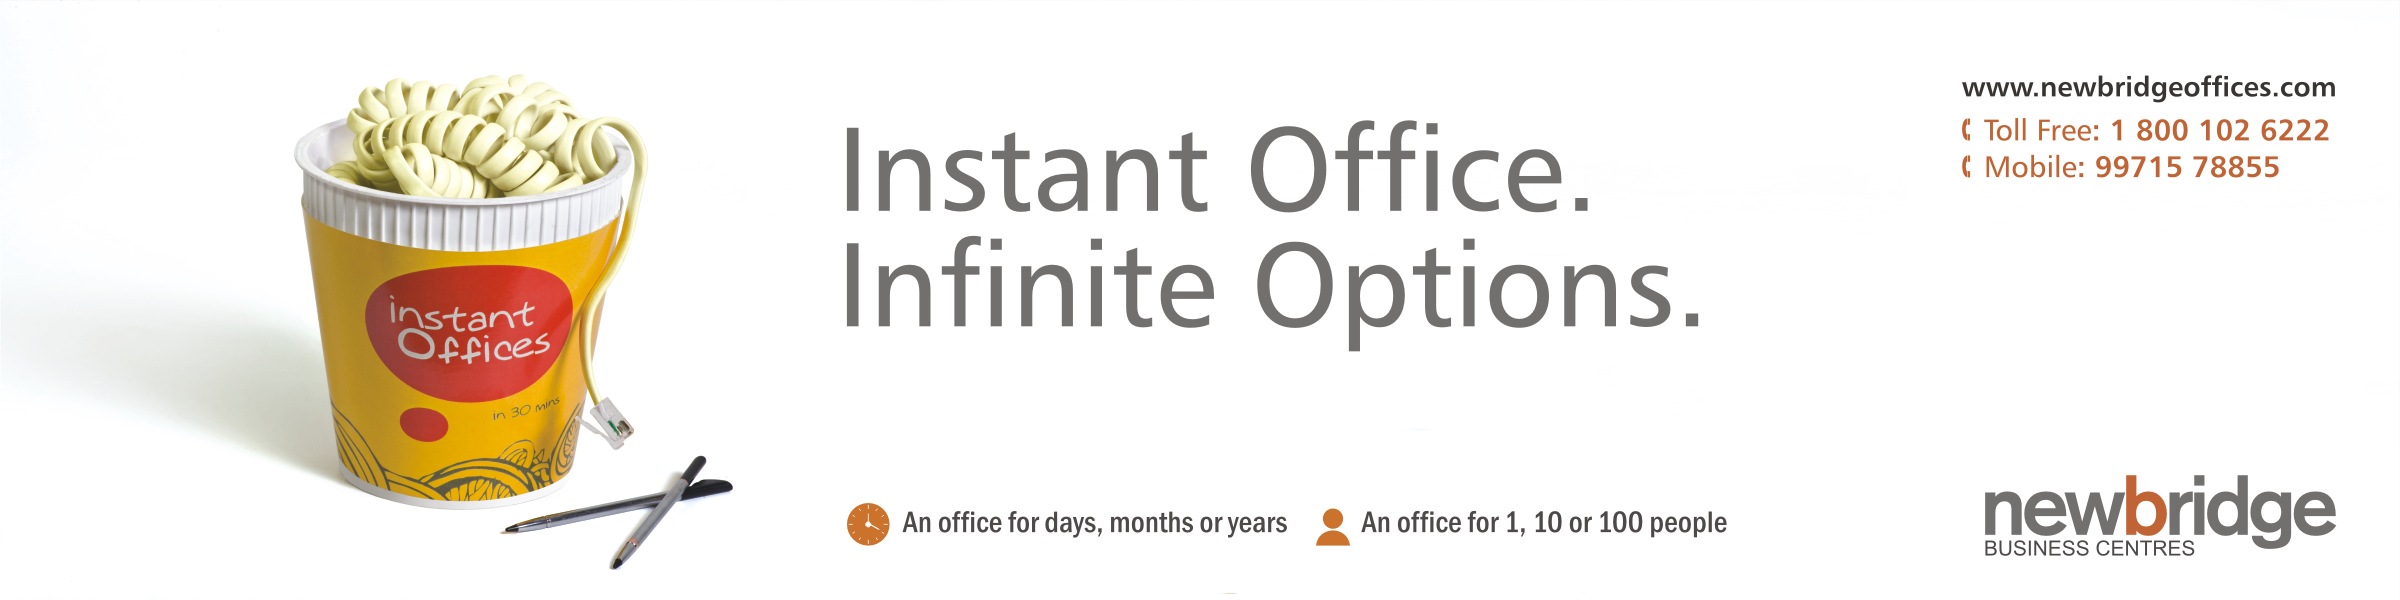 instant
Offices
in 30 mins
Instant Office.
Infinite Options.
An office for days, months or years
An office for 1, 10 or 100 people
www.newbridgeoffices.com
Toll Free: 1 800 102 6222
Mobile: 99715 78855
newbridge
BUSINESS CENTRES